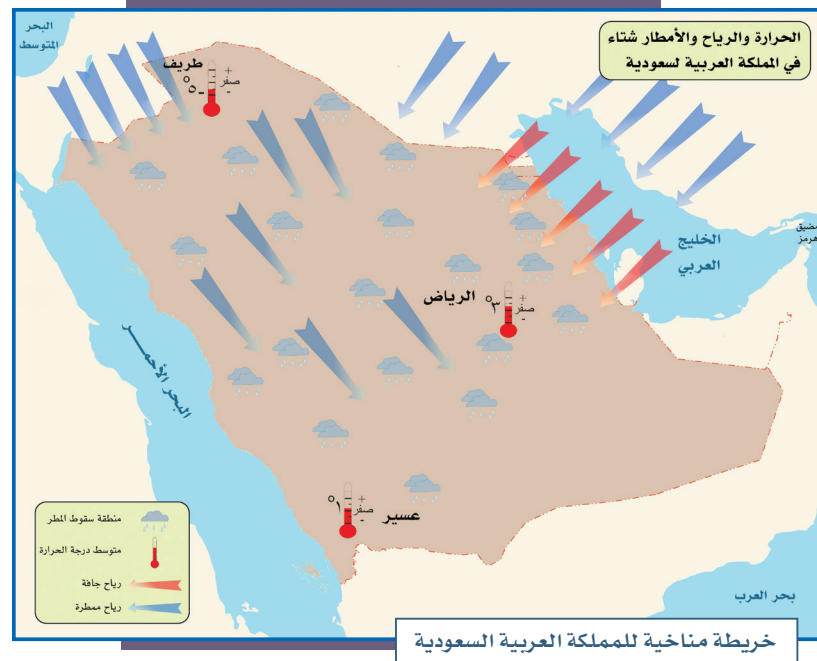 الحرارة والرياح والأمطار شتاء
في المملكة العربية لسعودية
البحر
المتوسط
طريف
+
صفر
-
-٥°
الخليج
العربي
مضيق
هرمز
الرياض
+
صفر
-
٣°
البحر الأحمـــر
عسير
+
صفر
-
١°
بحر العرب
منطقة سقوط المطر
متوسط درجة الحرارة
رياح جافة
رياح ممطرة
خريطة مناخية للمملكة العربية السعودية